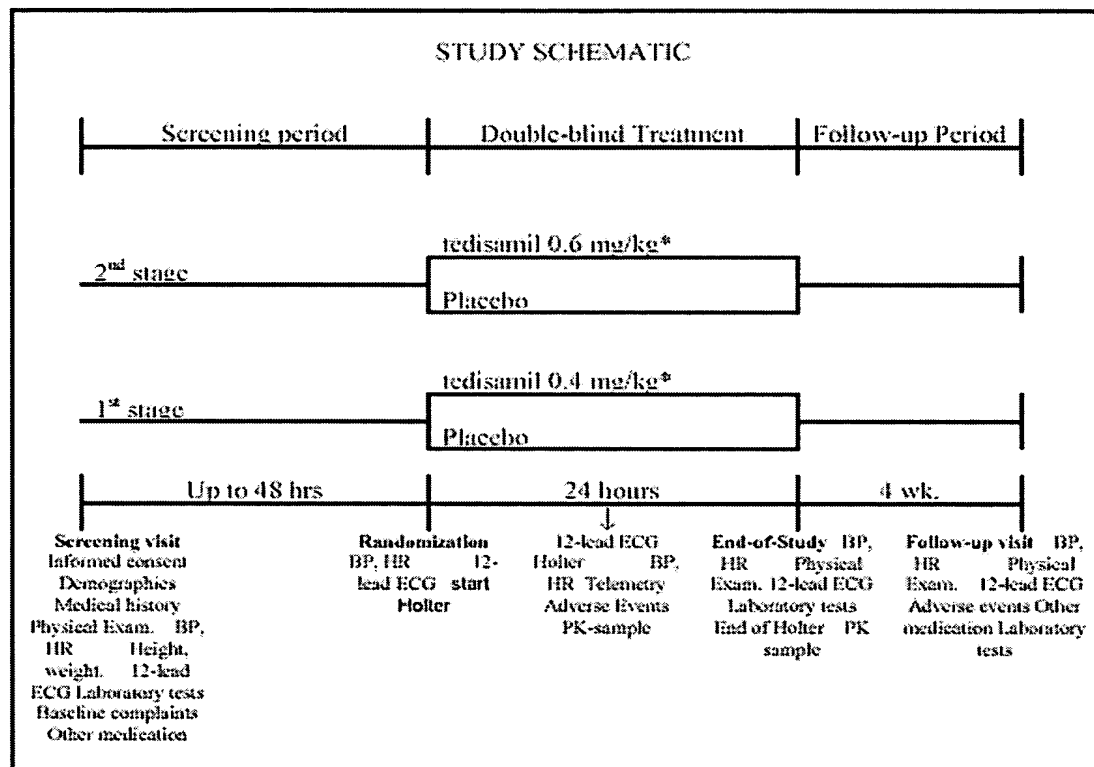 STUDY SCHEMATIC
Screening period
Double-blind Treatment
Follow-up Period
tedisamil 0.6 mg/kg*
2nd stage
Placebo
tedisamil 0.4 mg/kg*
1st stage
Placebo
Up to 48 hrs
24 hours
4 wk.
Screening visit
Informed consent
Demographics
Medical history
Physical Exam. BP,
HR Height,
weight. 12-lead
ECG Laboratory tests
Baseline complaints
Other medication
Randomization
BP, HR 12-
lead ECG start
Holter
12-lead ECG
Holter BP,
HR Telemetry
Adverse Events
PK-sample
End-of-Study BP,
HR Physical
Exam. 12-lead ECG
Laboratory tests
End of Holter PK
sample
Follow-up visit BP,
HR Physical
Exam. 12-lead ECG
Adverse events Other
medication Laboratory
tests